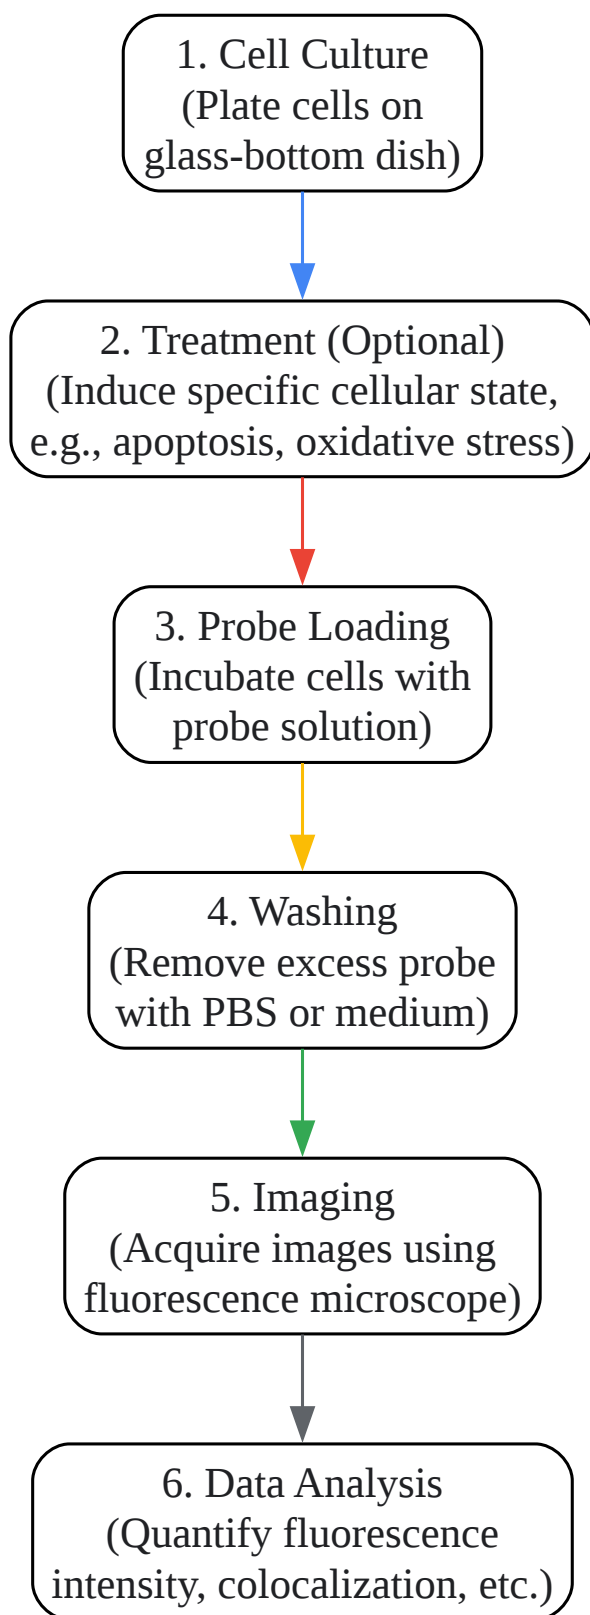 1. Cell Culture
(Plate cells on
glass-bottom dish)
2. Treatment (Optional)
(Induce specific cellular state,
e.g., apoptosis, oxidative stress)
3. Probe Loading
(Incubate cells with
probe solution)
4. Washing
(Remove excess probe
with PBS or medium)
5. Imaging
(Acquire images using
fluorescence microscope)
6. Data Analysis
(Quantify fluorescence
intensity, colocalization, etc.)